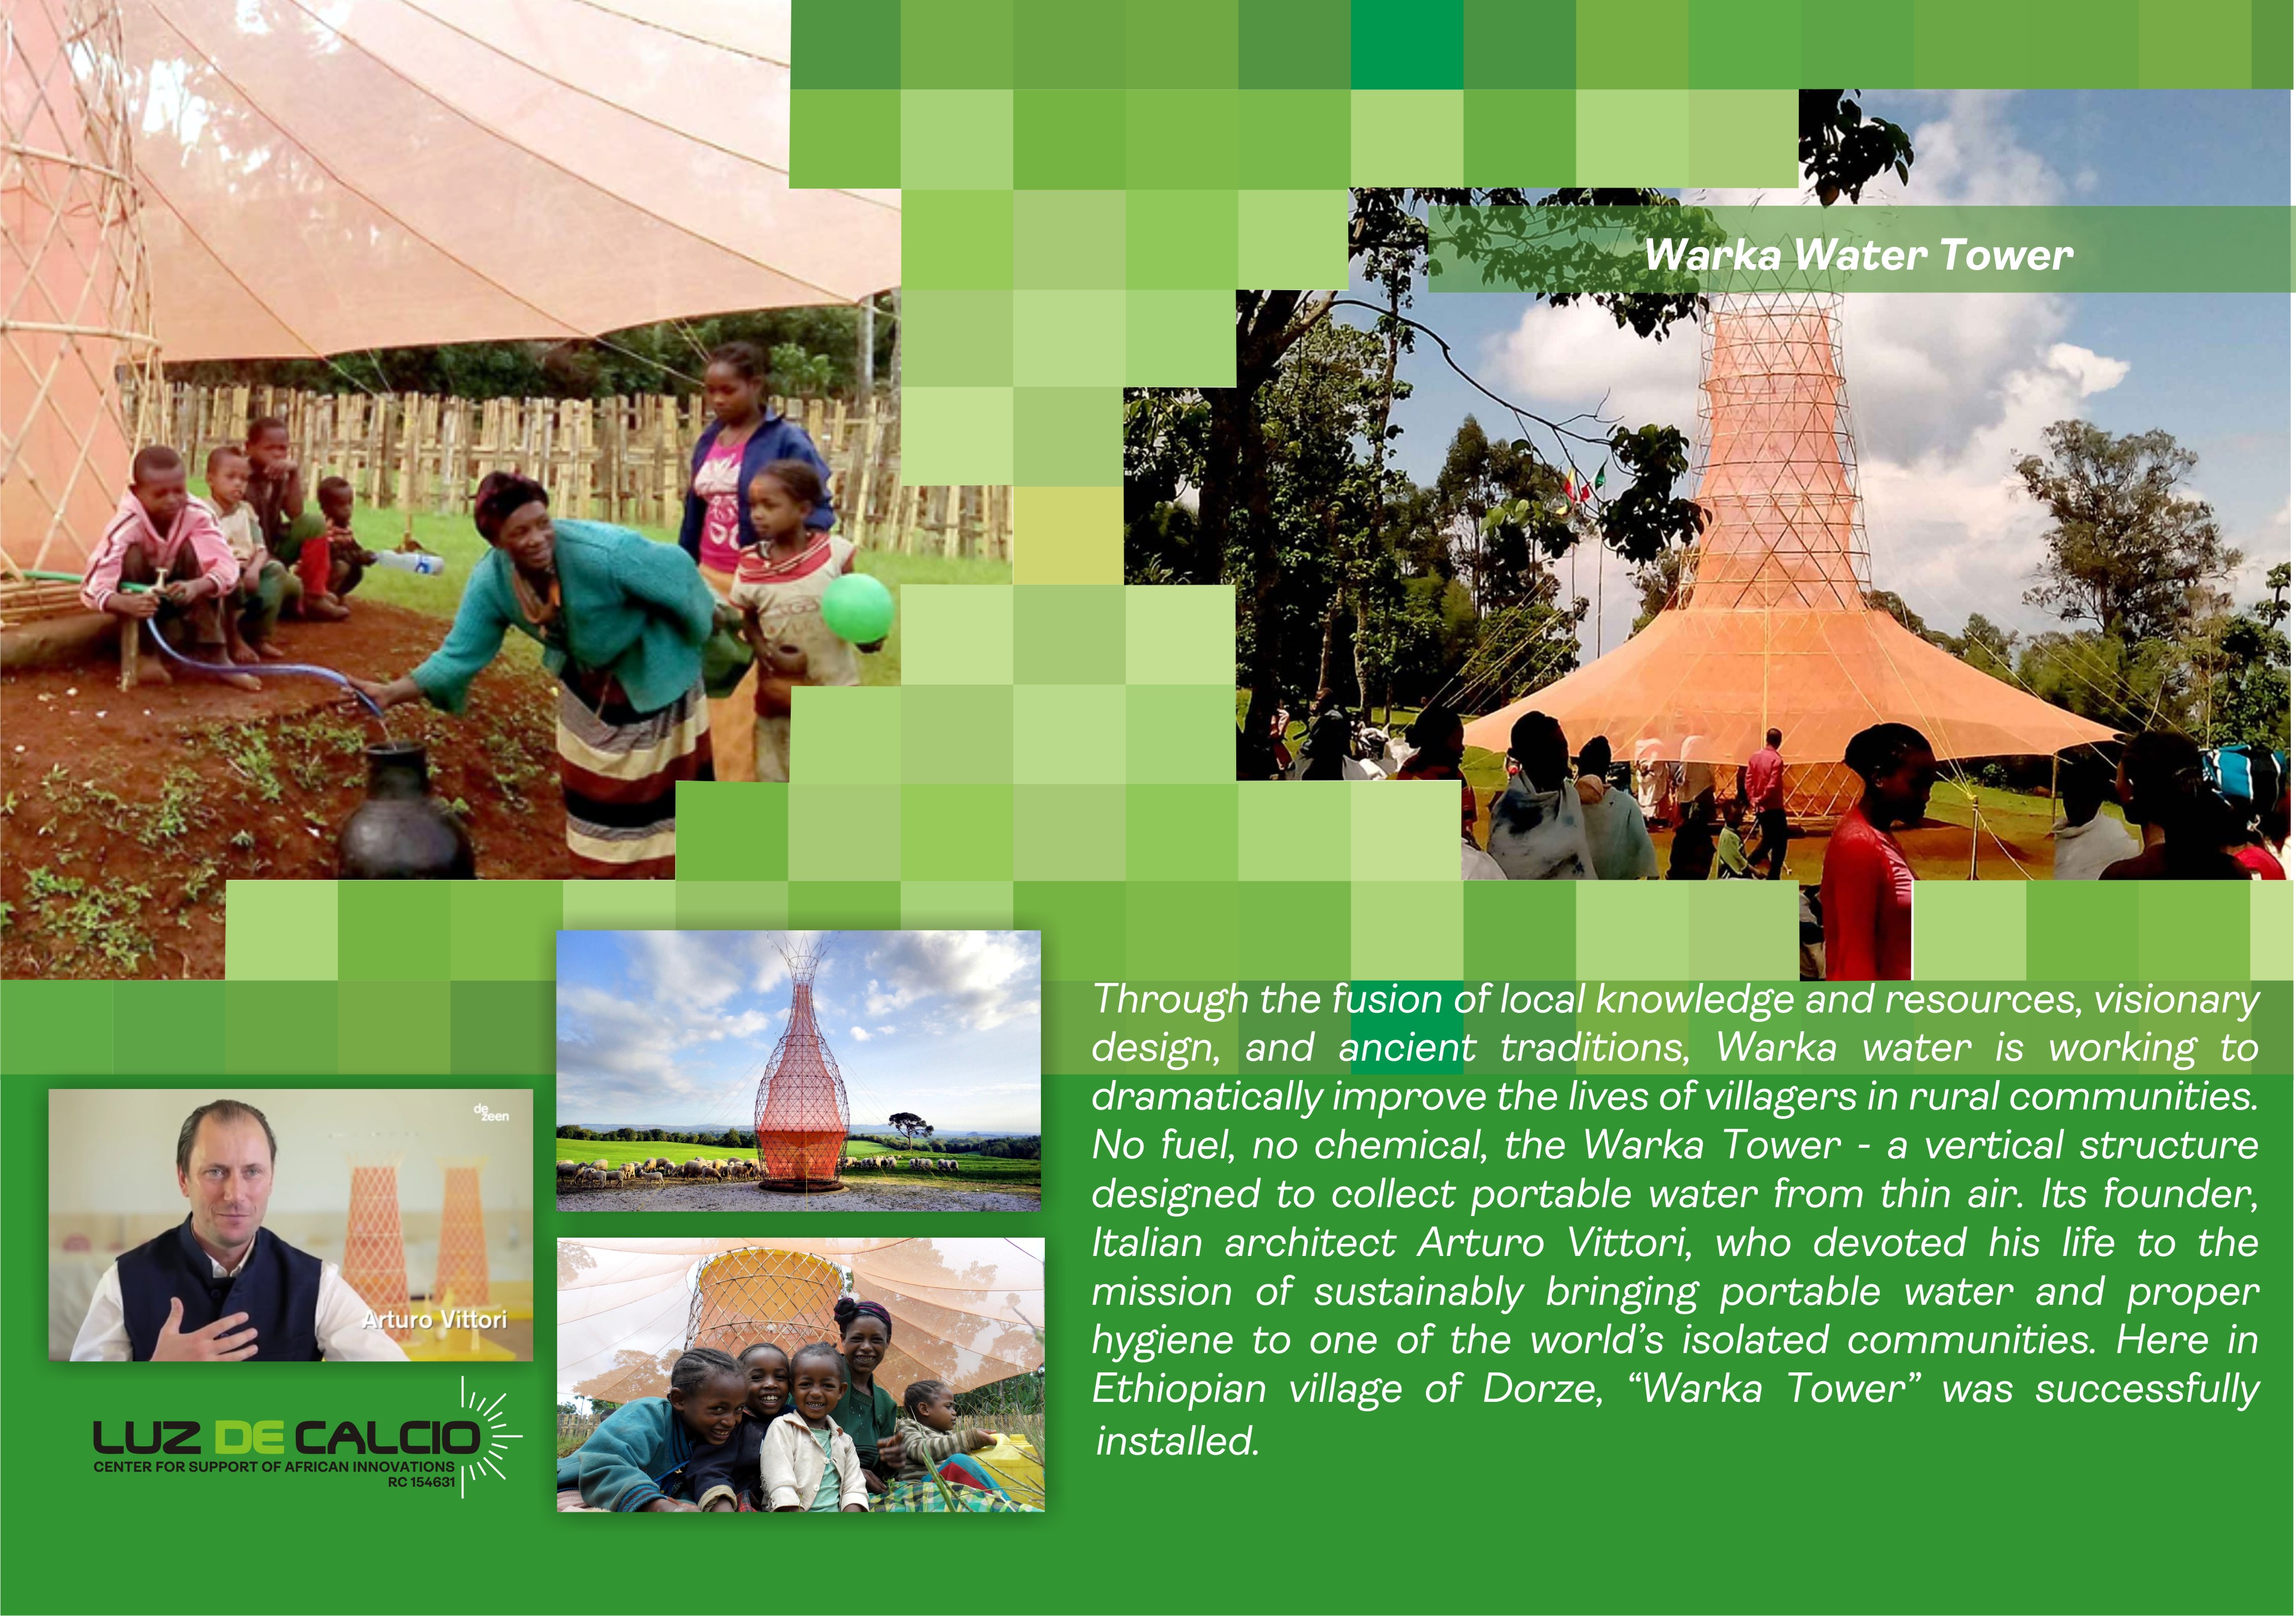 Warka Water Tower
Through the fusion of local knowledge and resources, visionary
design, and ancient traditions, Warka water is working to
dramatically improve the lives of villagers in rural communities.
No fuel, no chemical, the Warka Tower - a vertical structure
designed to collect portable water from thin air. Its founder,
Italian architect Arturo Vittori, who devoted his life to the
mission of sustainably bringing portable water and proper
hygiene to one of the world’s isolated communities. Here in
Ethiopian village of Dorze, “Warka Tower” was successfully
installed.
de
zeen
Arturo Vittori
LUZ DE CALCIO
CENTER FOR SUPPORT OF AFRICAN INNOVATIONS
RC 154631